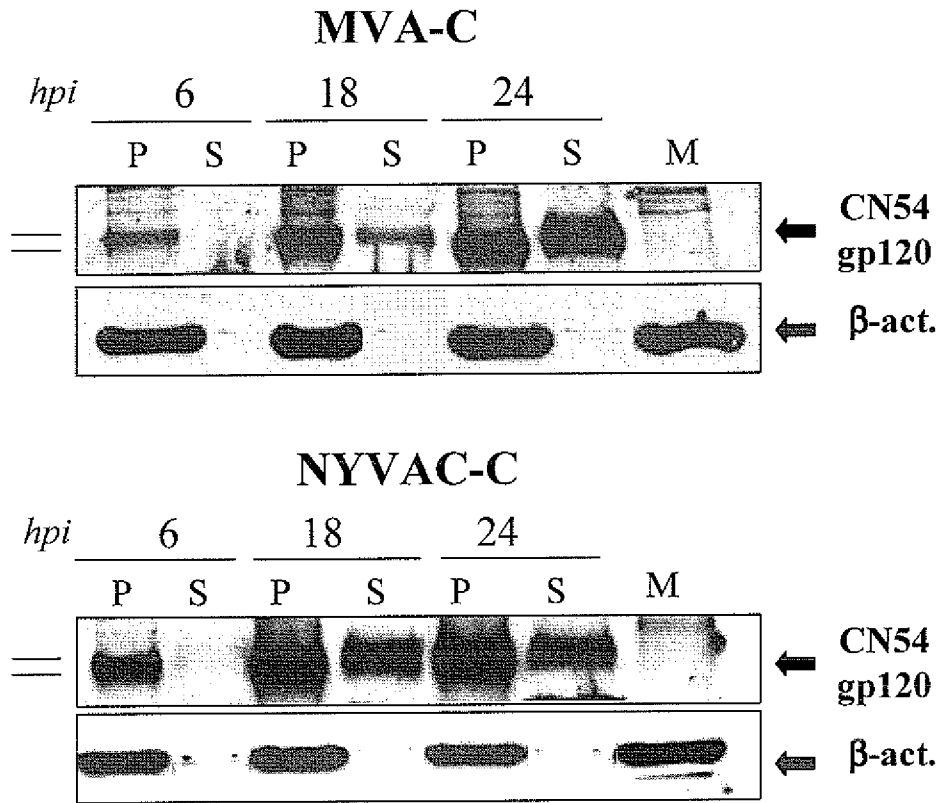 MVA-C
hpi 6 18 24
P S P S P S M
CN54
gp120
β-act.
NYVAC-C
hpi 6 18 24
P S P S P S M
CN54
gp120
β-act.